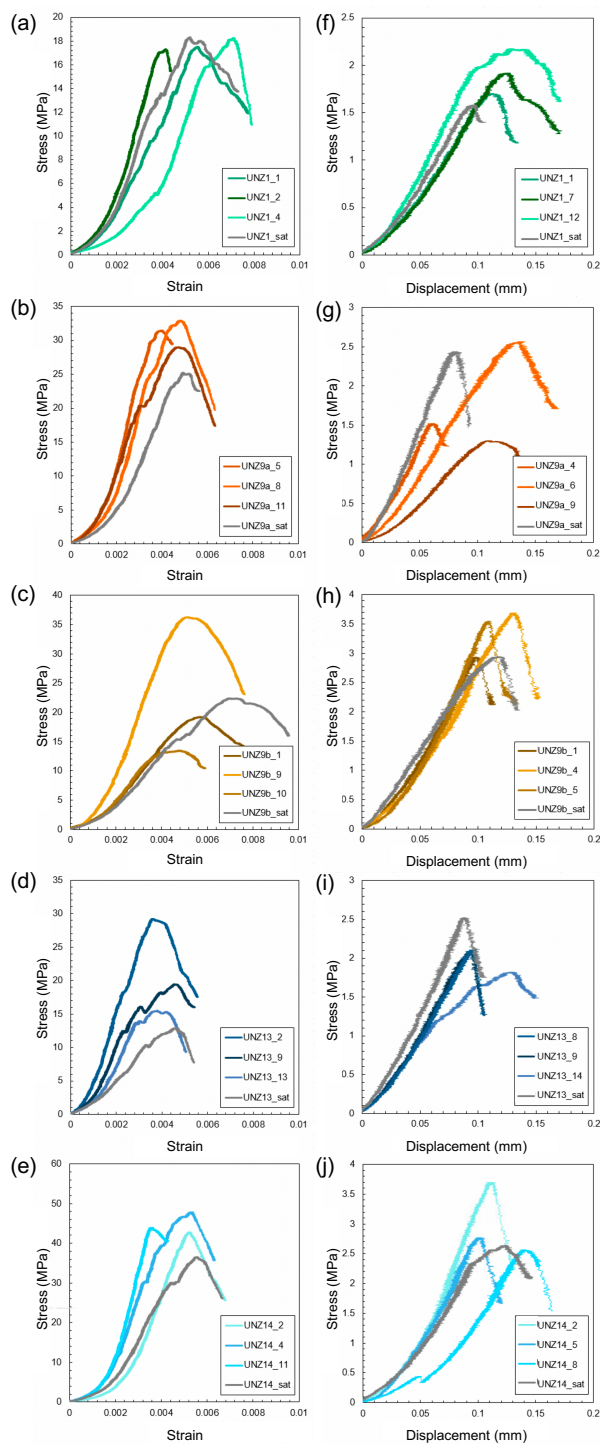 (a)
Stress (MPa)
20
18
16
14
12
10
8
6
4
2
0
UNZ1_1
UNZ1_2
UNZ1_4
UNZ1_sat
0 0.002 0.004 0.006 0.008 0.01
Strain
(f)
Stress (MPa)
2.5
2
1.5
1
0.5
0
UNZ1_1
UNZ1_7
UNZ1_12
UNZ1_sat
0 0.05 0.1 0.15 0.2
Displacement (mm)
(b)
Stress (MPa)
35
30
25
20
15
10
5
0
UNZ9a_5
UNZ9a_8
UNZ9a_11
UNZ9a_sat
0 0.002 0.004 0.006 0.008 0.01
Strain
(g)
Stress (MPa)
3
2.5
2
1.5
1
0.5
0
UNZ9a_4
UNZ9a_6
UNZ9a_9
UNZ9a_sat
0 0.05 0.1 0.15 0.2
Displacement (mm)
(c)
Stress (MPa)
40
35
30
25
20
15
10
5
0
UNZ9b_1
UNZ9b_9
UNZ9b_10
UNZ9b_sat
0 0.002 0.004 0.006 0.008 0.01
Strain
(h)
Stress (MPa)
4
3.5
3
2.5
2
1.5
1
0.5
0
UNZ9b_1
UNZ9b_4
UNZ9b_5
UNZ9b_sat
0 0.05 0.1 0.15 0.2
Displacement (mm)
(d)
Stress (MPa)
35
30
25
20
15
10
5
0
UNZ13_2
UNZ13_9
UNZ13_13
UNZ13_sat
0 0.002 0.004 0.006 0.008 0.01
Strain
(i)
Stress (MPa)
3
2.5
2
1.5
1
0.5
0
UNZ13_8
UNZ13_9
UNZ13_14
UNZ13_sat
0 0.05 0.1 0.15 0.2
Displacement (mm)
(e)
Stress (MPa)
60
50
40
30
20
10
0
UNZ14_2
UNZ14_4
UNZ14_11
UNZ14_sat
0 0.002 0.004 0.006 0.008 0.01
Strain
(j)
Stress (MPa)
4
3.5
3
2.5
2
1.5
1
0.5
0
UNZ14_2
UNZ14_5
UNZ14_8
UNZ14_sat
0 0.05 0.1 0.15 0.2
Displacement (mm)